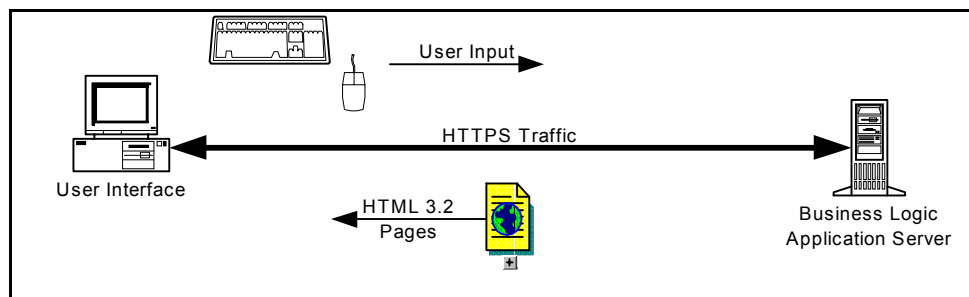 User Input
HTTPS Traffic
User Interface
HTML 3.2
Pages
Business Logic
Application Server